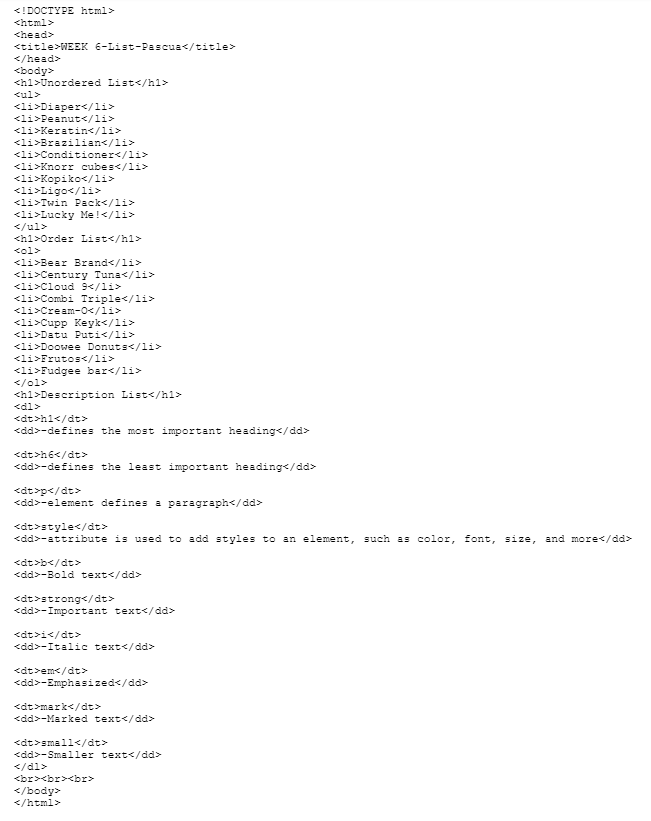 <!DOCTYPE html>
<html>
<head>
<title>WEEK 6-List-Pascua</title>
</head>
<body>
<h1>Unordered List</h1>
<ul>
<li>Diaper</li>
<li>Peanut</li>
<li>Keratin</li>
<li>Brazilian</li>
<li>Conditioner</li>
<li>Knorr cubes</li>
<li>Kopiko</li>
<li>Ligo</li>
<li>Twin Pack</li>
<li>Lucky Me!</li>
</ul>
<h1>Order List</h1>
<ol>
<li>Bear Brand</li>
<li>Century Tuna</li>
<li>Cloud 9</li>
<li>Combi Triple</li>
<li>Cream-O</li>
<li>Cupp Keyk</li>
<li>Datu Puti</li>
<li>Doowee Donuts</li>
<li>Frutos</li>
<li>Fudgee bar</li>
</ol>
<h1>Description List</h1>
<dl>
<dt>h1</dt>
<dd>-defines the most important heading</dd>

<dt>h6</dt>
<dd>-defines the least important heading</dd>

<dt>p</dt>
<dd>-element defines a paragraph</dd>

<dt>style</dt>
<dd>-attribute is used to add styles to an element, such as color, font, size, and more</dd>

<dt>b</dt>
<dd>-Bold text</dd>

<dt>strong</dt>
<dd>-Important text</dd>

<dt>i</dt>
<dd>-Italic text</dd>

<dt>em</dt>
<dd>-Emphasized</dd>

<dt>mark</dt>
<dd>-Marked text</dd>

<dt>small</dt>
<dd>-Smaller text</dd>
</dl>
<br><br><br>
</body>
</html>